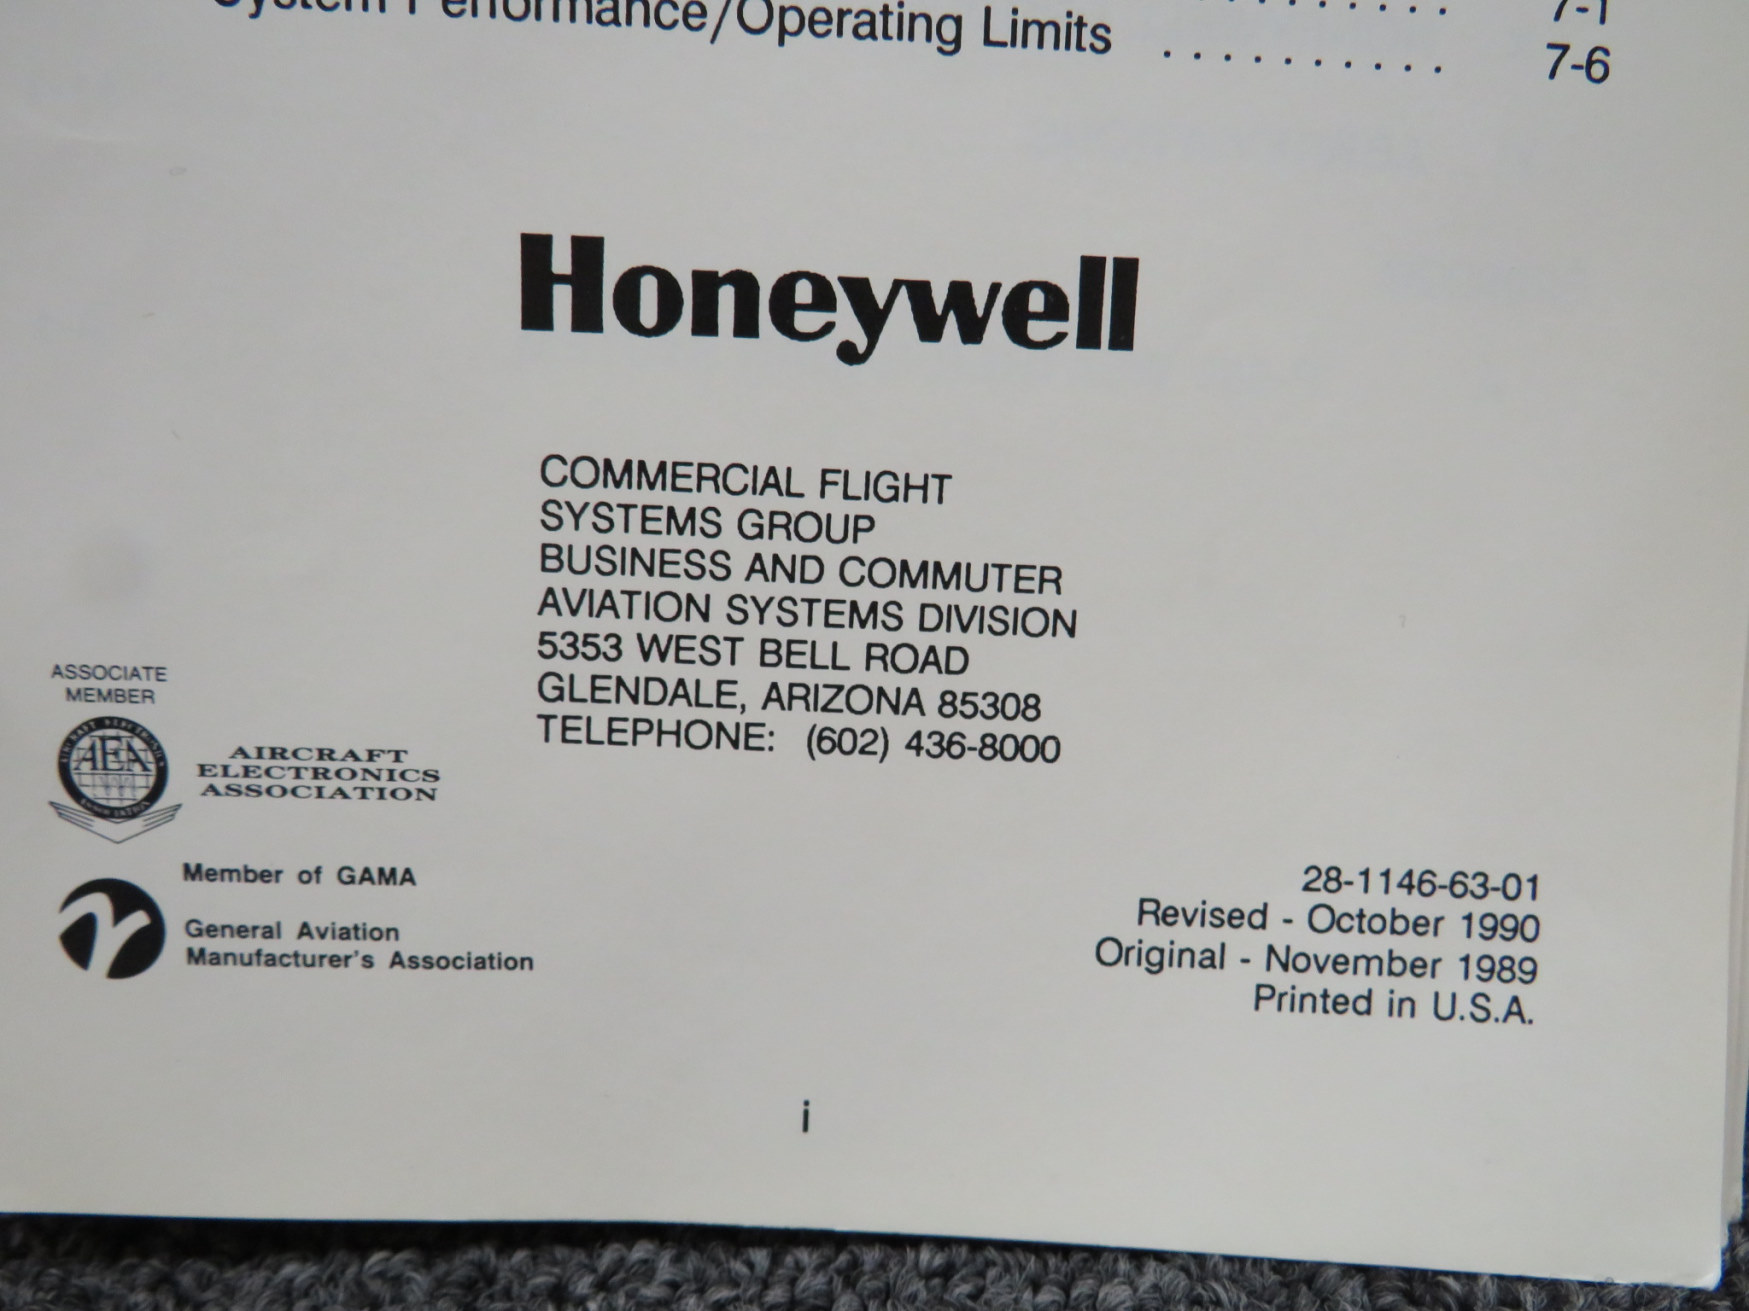 System Performance/Operating Limits .......... 7-6
Honeywell
COMMERCIAL FLIGHT
SYSTEMS GROUP
BUSINESS AND COMMUTER
AVIATION SYSTEMS DIVISION
5353 WEST BELL ROAD
GLENDALE, ARIZONA 85308
TELEPHONE: (602) 436-8000
ASSOCIATE
MEMBER
AEA
AIRCRAFT
ELECTRONICS
ASSOCIATION
Member of GAMA
General Aviation
Manufacturer's Association
28-1146-63-01
Revised - October 1990
Original - November 1989
Printed in U.S.A.
i